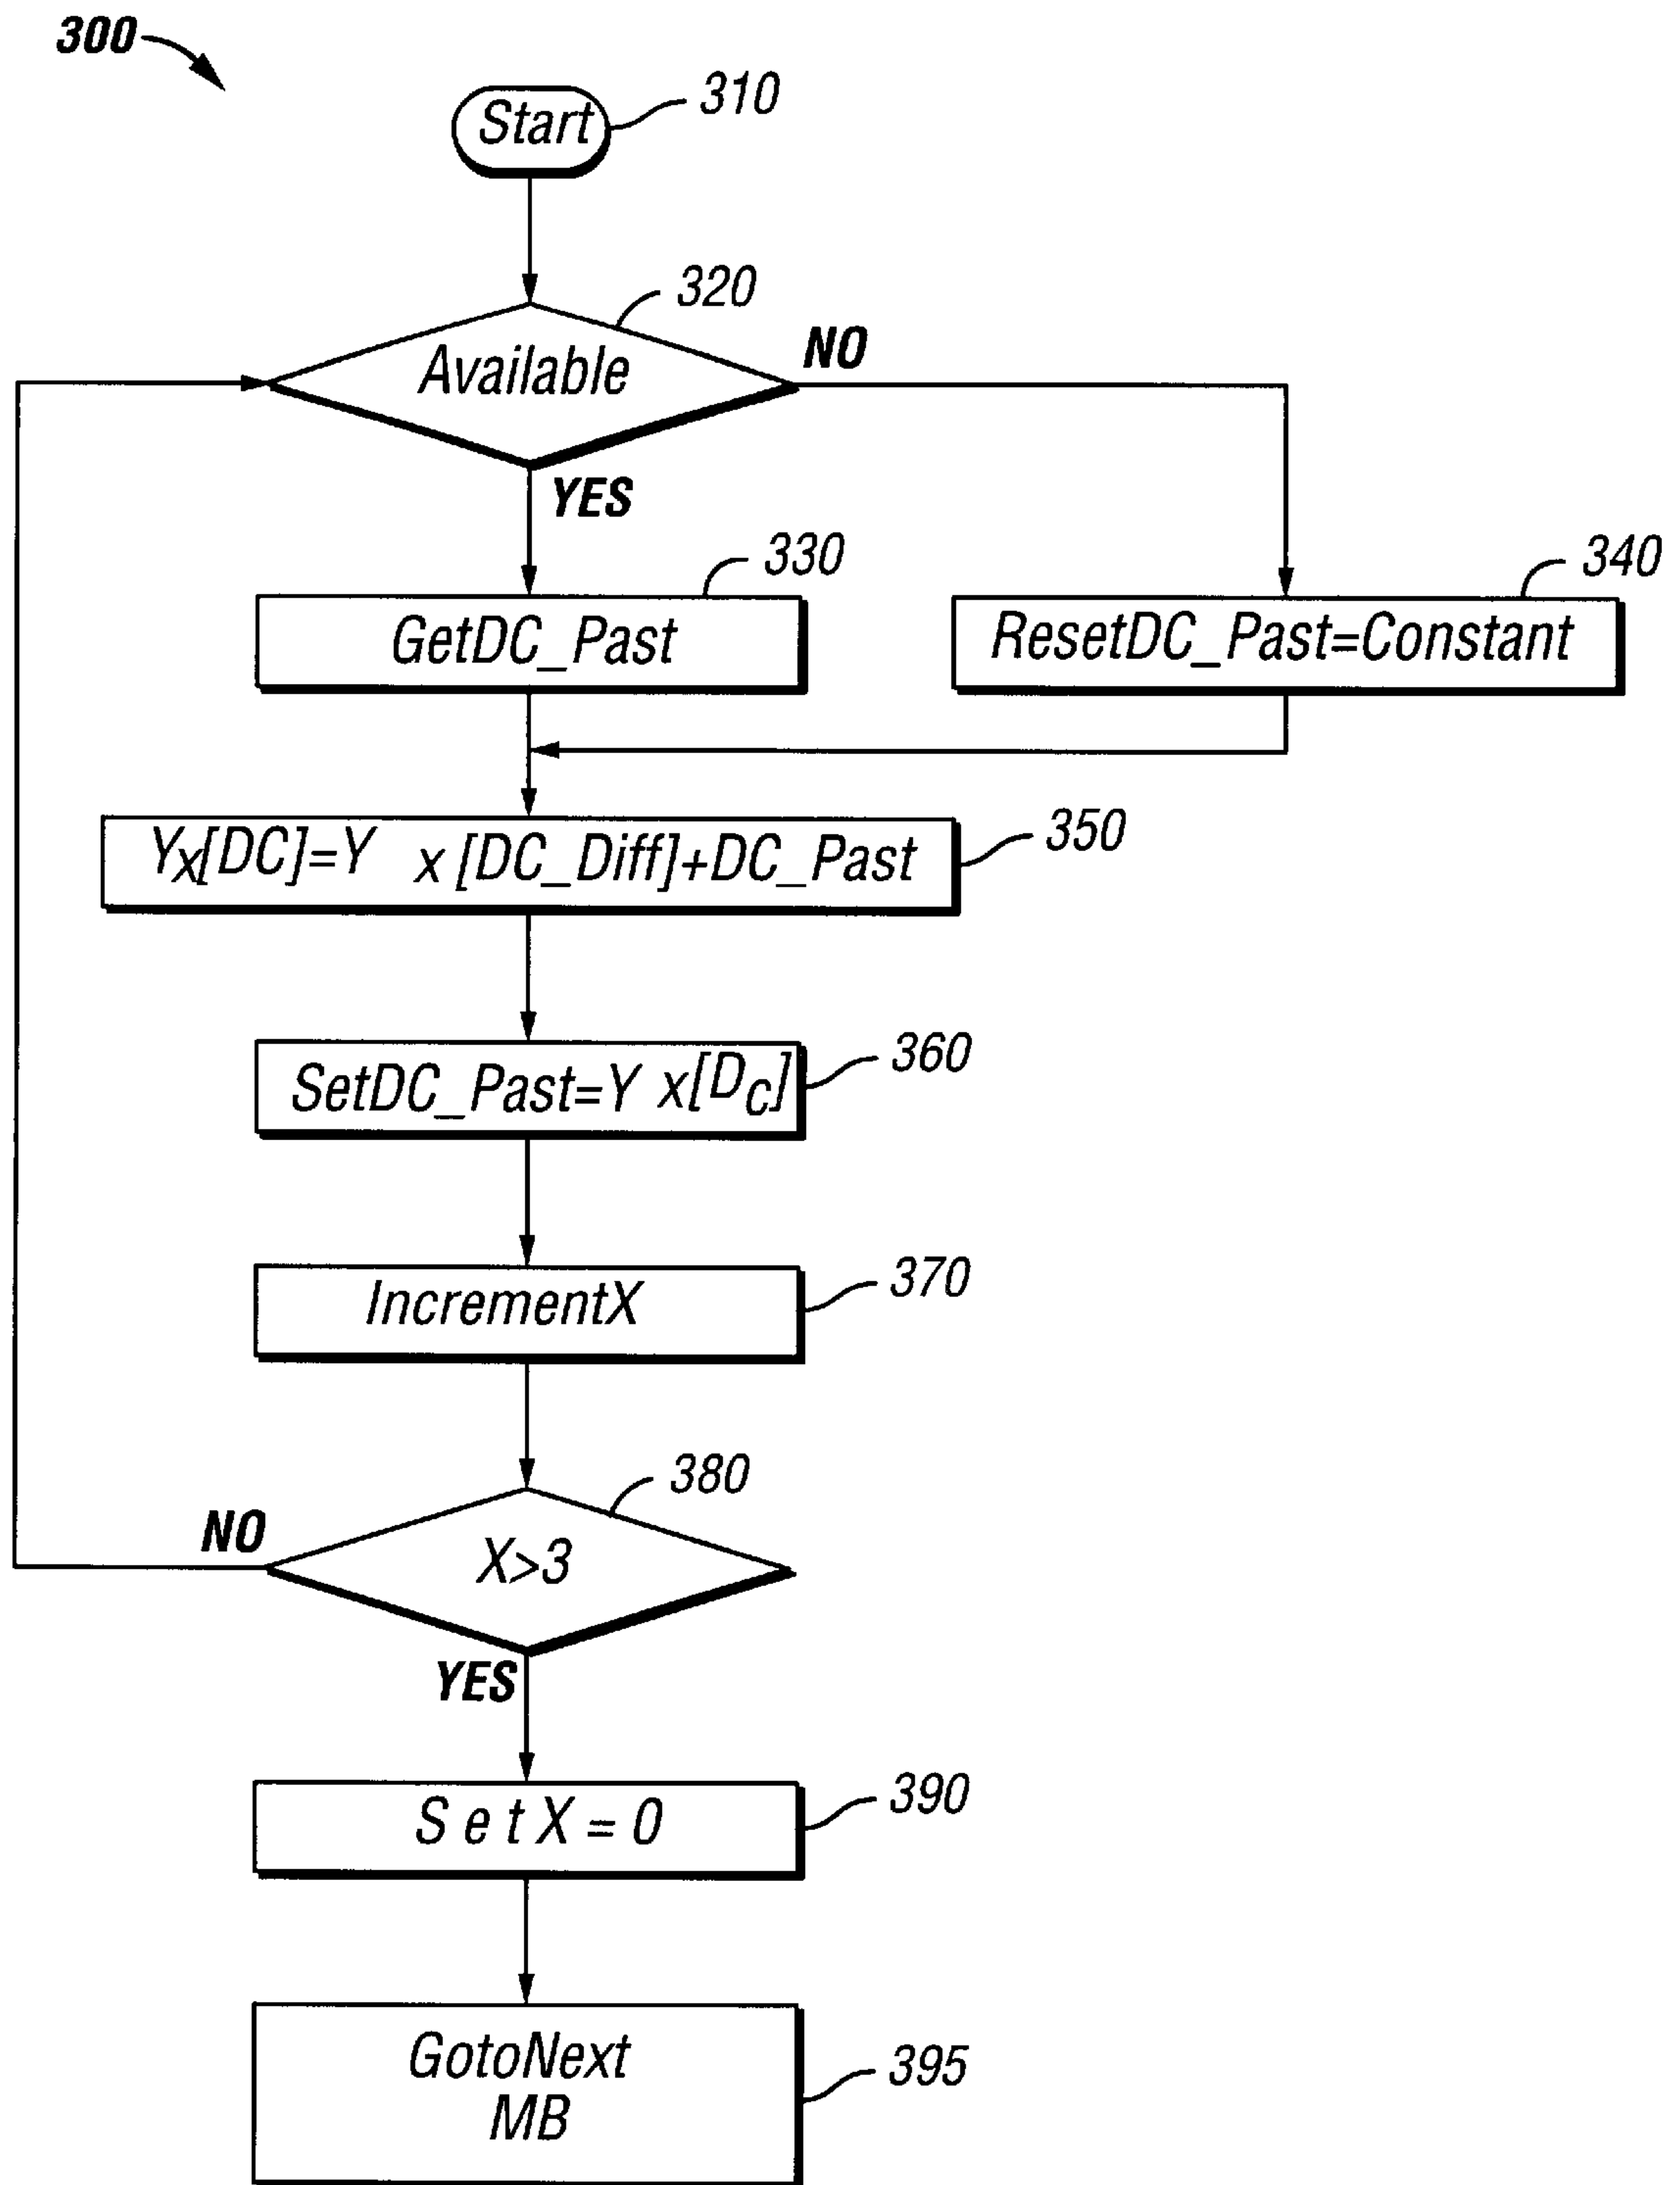 300
Start
310
320
Available
NO
YES
330
340
GetDC_Past
ResetDC_Past=Constant
Yx[DC]=Y x [DC_Diff]+DC_Past
350
SetDC_Past=Y x[Dc]
360
IncrementX
370
380
NO
X>3
YES
Set X = 0
390
GotoNext
MB
395